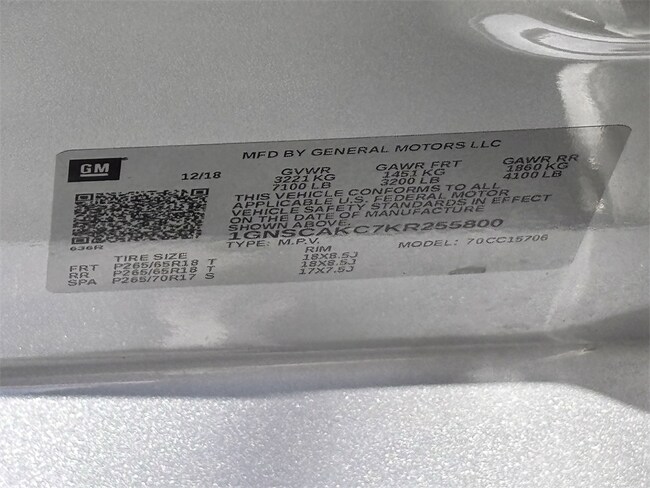 MFD BY GENERAL MOTORS LLC
GM
12/18
GVWR GAWR FRT GAWR RR
3221 KG 1451 KG 1860 KG
7100 LB 3200 LB 4100 LB
THIS VEHICLE CONFORMS TO ALL
APPLICABLE U.S. FEDERAL MOTOR
VEHICLE SAFETY STANDARDS IN EFFECT
ON THE DATE OF MANUFACTURE
SHOWN ABOVE.
1GNSCAKC7KR255800
636R
TYPE: M.P.V. MODEL: 70CC15706
TIRE SIZE RIM
FRT P265/65R18 T 18X8.5J
RR P265/65R18 T 18X8.5J
SPA P265/70R17 S 17X7.5J